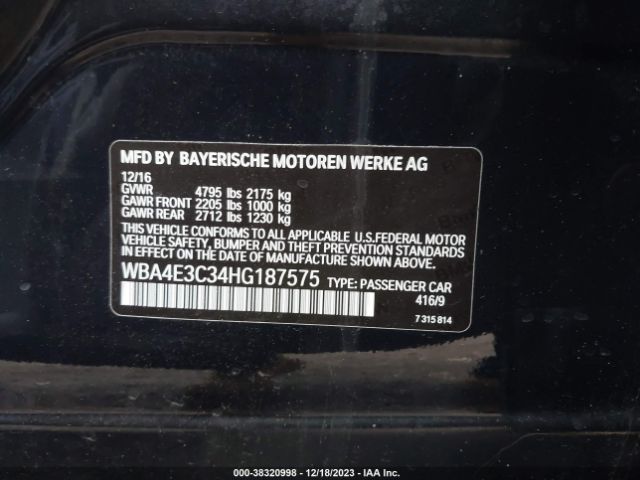 MFD BY BAYERISCHE MOTOREN WERKE AG
12/16
GVWR 4795 lbs 2175 kg
GAWR FRONT 2205 lbs 1000 kg
GAWR REAR 2712 lbs 1230 kg
THIS VEHICLE CONFORMS TO ALL APPLICABLE U.S.FEDERAL MOTOR
VEHICLE SAFETY, BUMPER AND THEFT PREVENTION STANDARDS
IN EFFECT ON THE DATE OF MANUFACTURE SHOWN ABOVE.
WBA4E3C34HG187575 TYPE: PASSENGER CAR
416/9
7 315 814
000-38320998 - 12/18/2023 - IAA Inc.